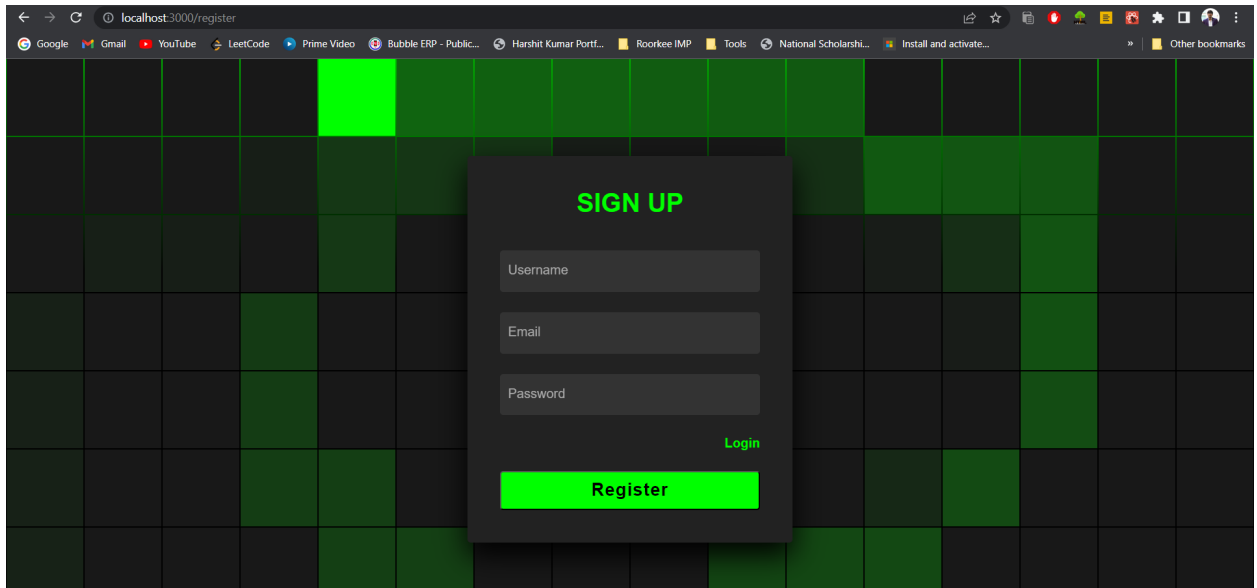 localhost:3000/register
Google Gmail YouTube LeetCode Prime Video Bubble ERP - Public... Harshit Kumar Portf... Roorkee IMP Tools National Scholarshi... Install and activate... » Other bookmarks
SIGN UP
Username
Email
Password
Login
Register